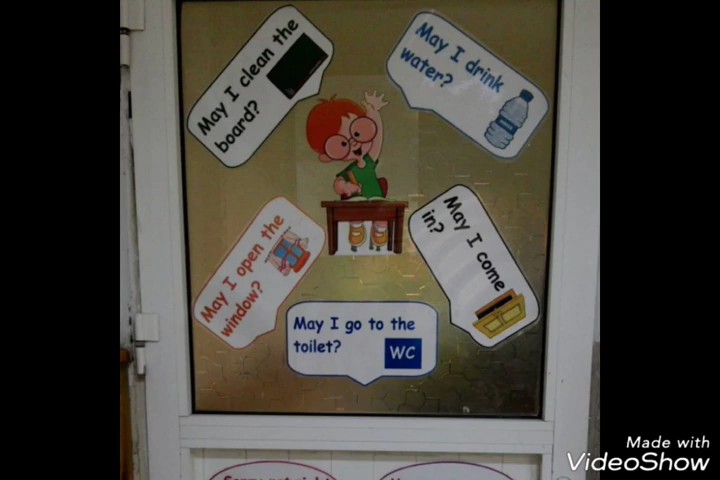 May I clean the
board?
May I drink
water?
May I open the
window?
May I come
in?
May I go to the
toilet?
WC
Made with
VideoShow